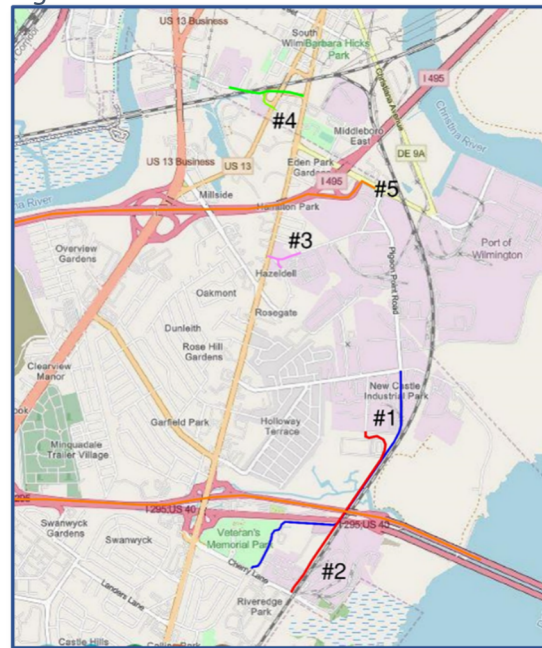 US 13 Business
South
Barbara Hicks
Park
I 495
Christina Avenue
Christina River
#4
Middleboro
East
US 13 Business
US 13
Eden Park
Gardens
DE 9A
I 495
#5
Millside
Hamilton Park
Overview
Gardens
#3
Port of
Wilmington
Hazeldell
Pigeon Point Road
Oakmont
Rosegate
Dunleith
Rose Hill
Gardens
Clearview
Manor
New Castle
Industrial Park
#1
Garfield Park
Holloway
Terrace
Minquadale
Trailer Village
I 295;US 40
I 295;US 40
Swanwyck
Gardens
Swanwyck
Veteran's
Memorial Park
Cherry Lane
#2
Landers Lane
Riveredge
Park
Castle Hills